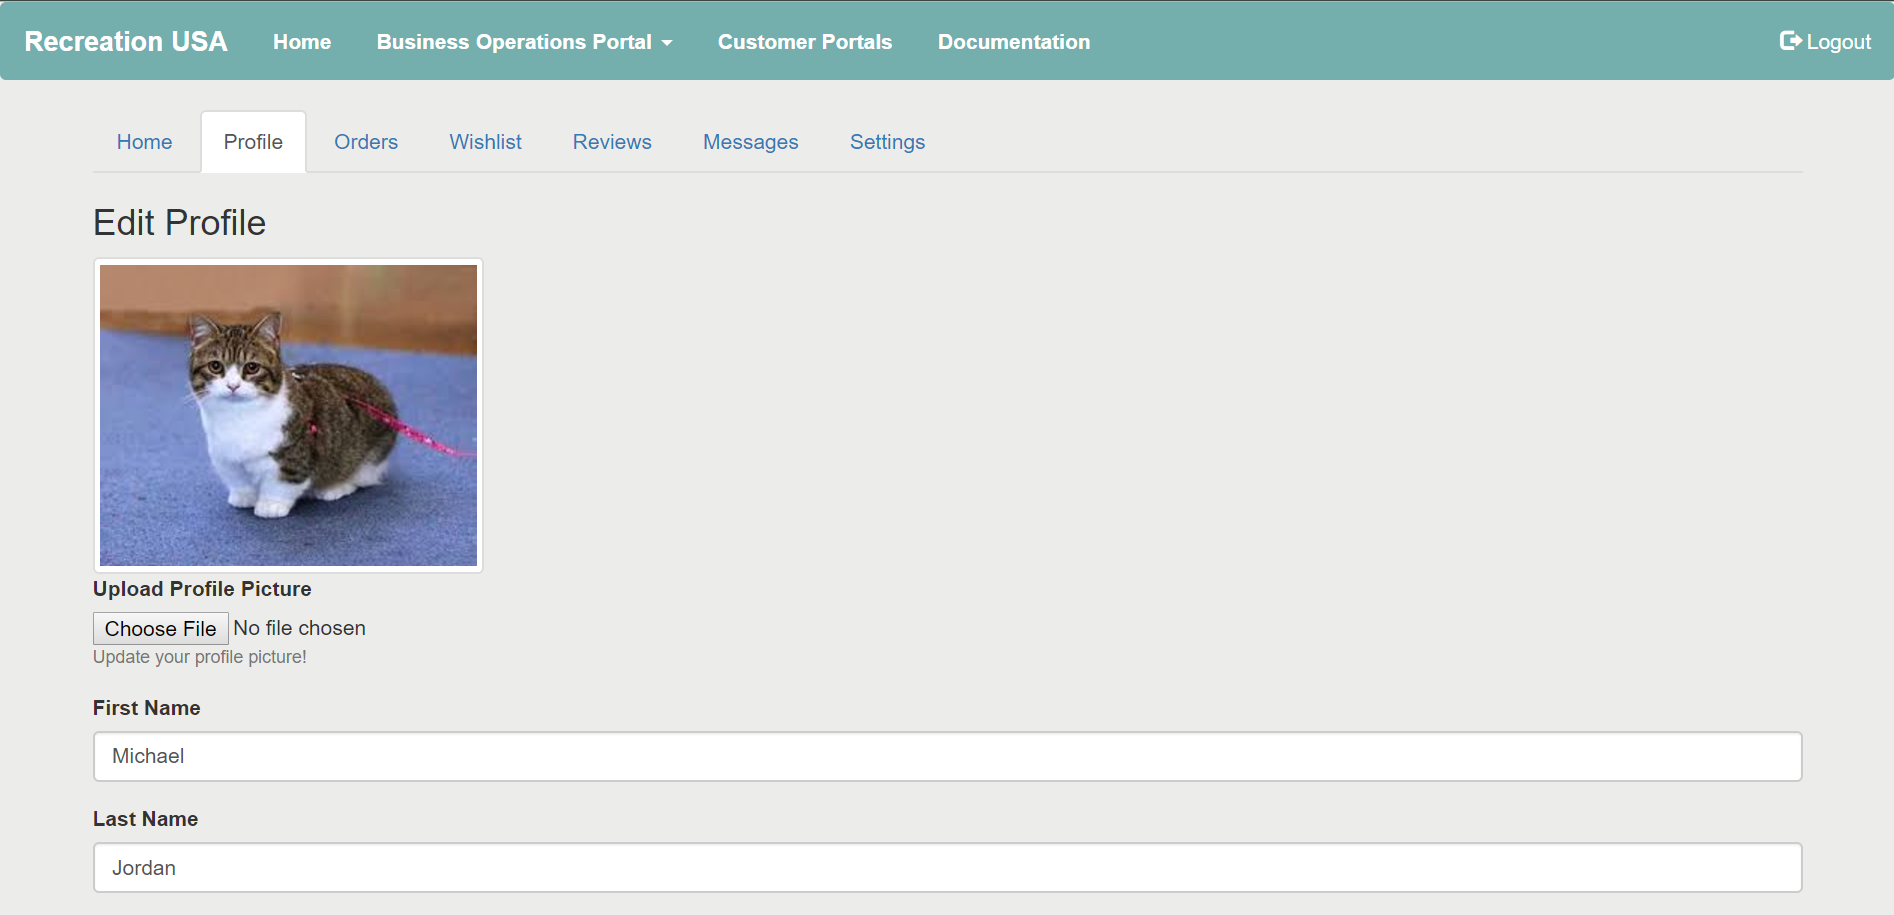 Recreation USA Home Business Operations Portal Customer Portals Documentation Logout
Home Profile Orders Wishlist Reviews Messages Settings
Edit Profile
Upload Profile Picture
Choose File No file chosen
Update your profile picture!
First Name
Michael
Last Name
Jordan